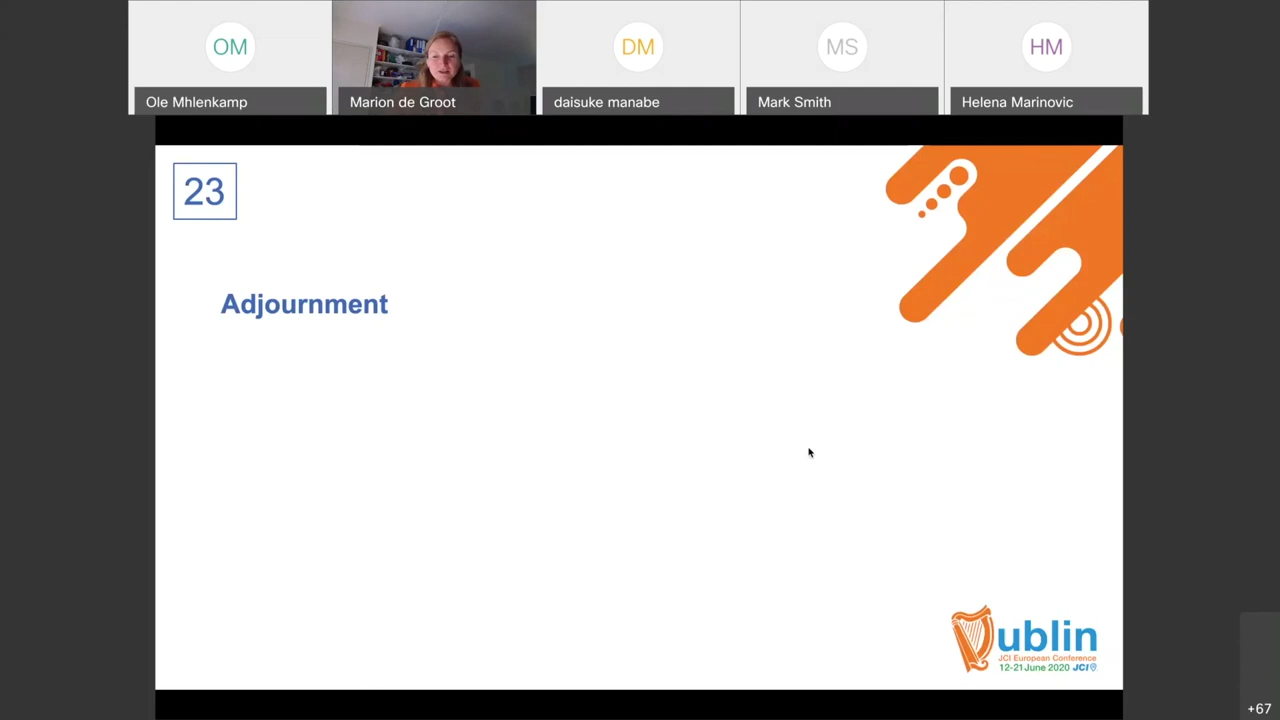 OM
DM
MS
HM
Ole Mhlenkamp
Marion de Groot
daisuke manabe
Mark Smith
Helena Marinovic
23
Adjournment
Dublin
JCI European Conference
12-21 June 2020 JCI
+67